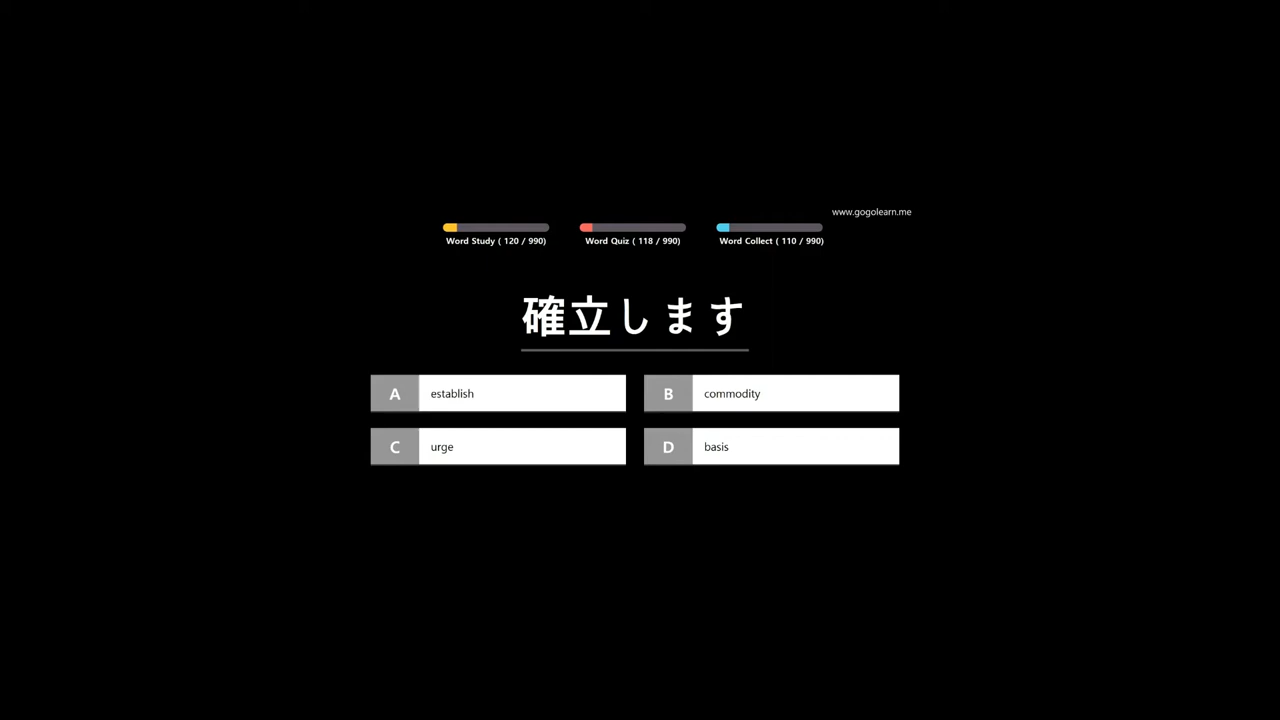 www.gogolearn.me
Word Study ( 120 / 990)
Word Quiz ( 118 / 990)
Word Collect ( 110 / 990)
確立します
A establish
B commodity
C urge
D basis